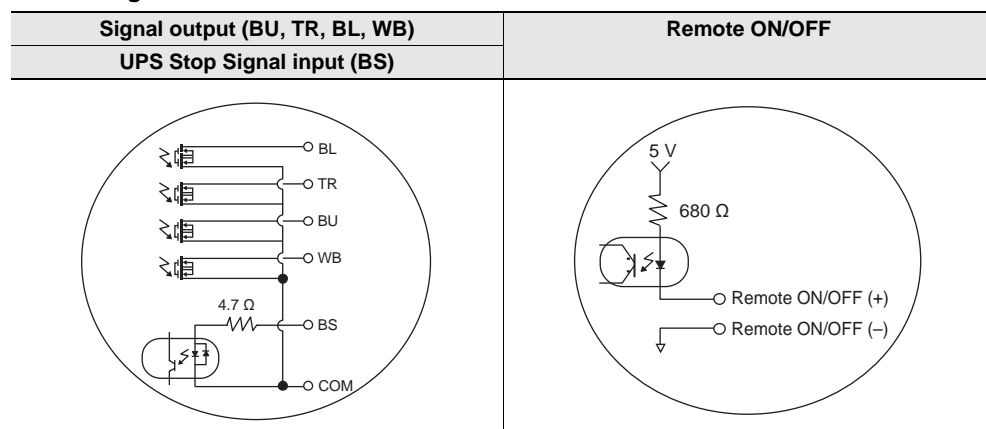 Signal output (BU, TR, BL, WB)
Remote ON/OFF
UPS Stop Signal input (BS)
BL
TR
BU
WB
4.7 Ω
BS
COM
5 V
680 Ω
Remote ON/OFF (+)
Remote ON/OFF (–)